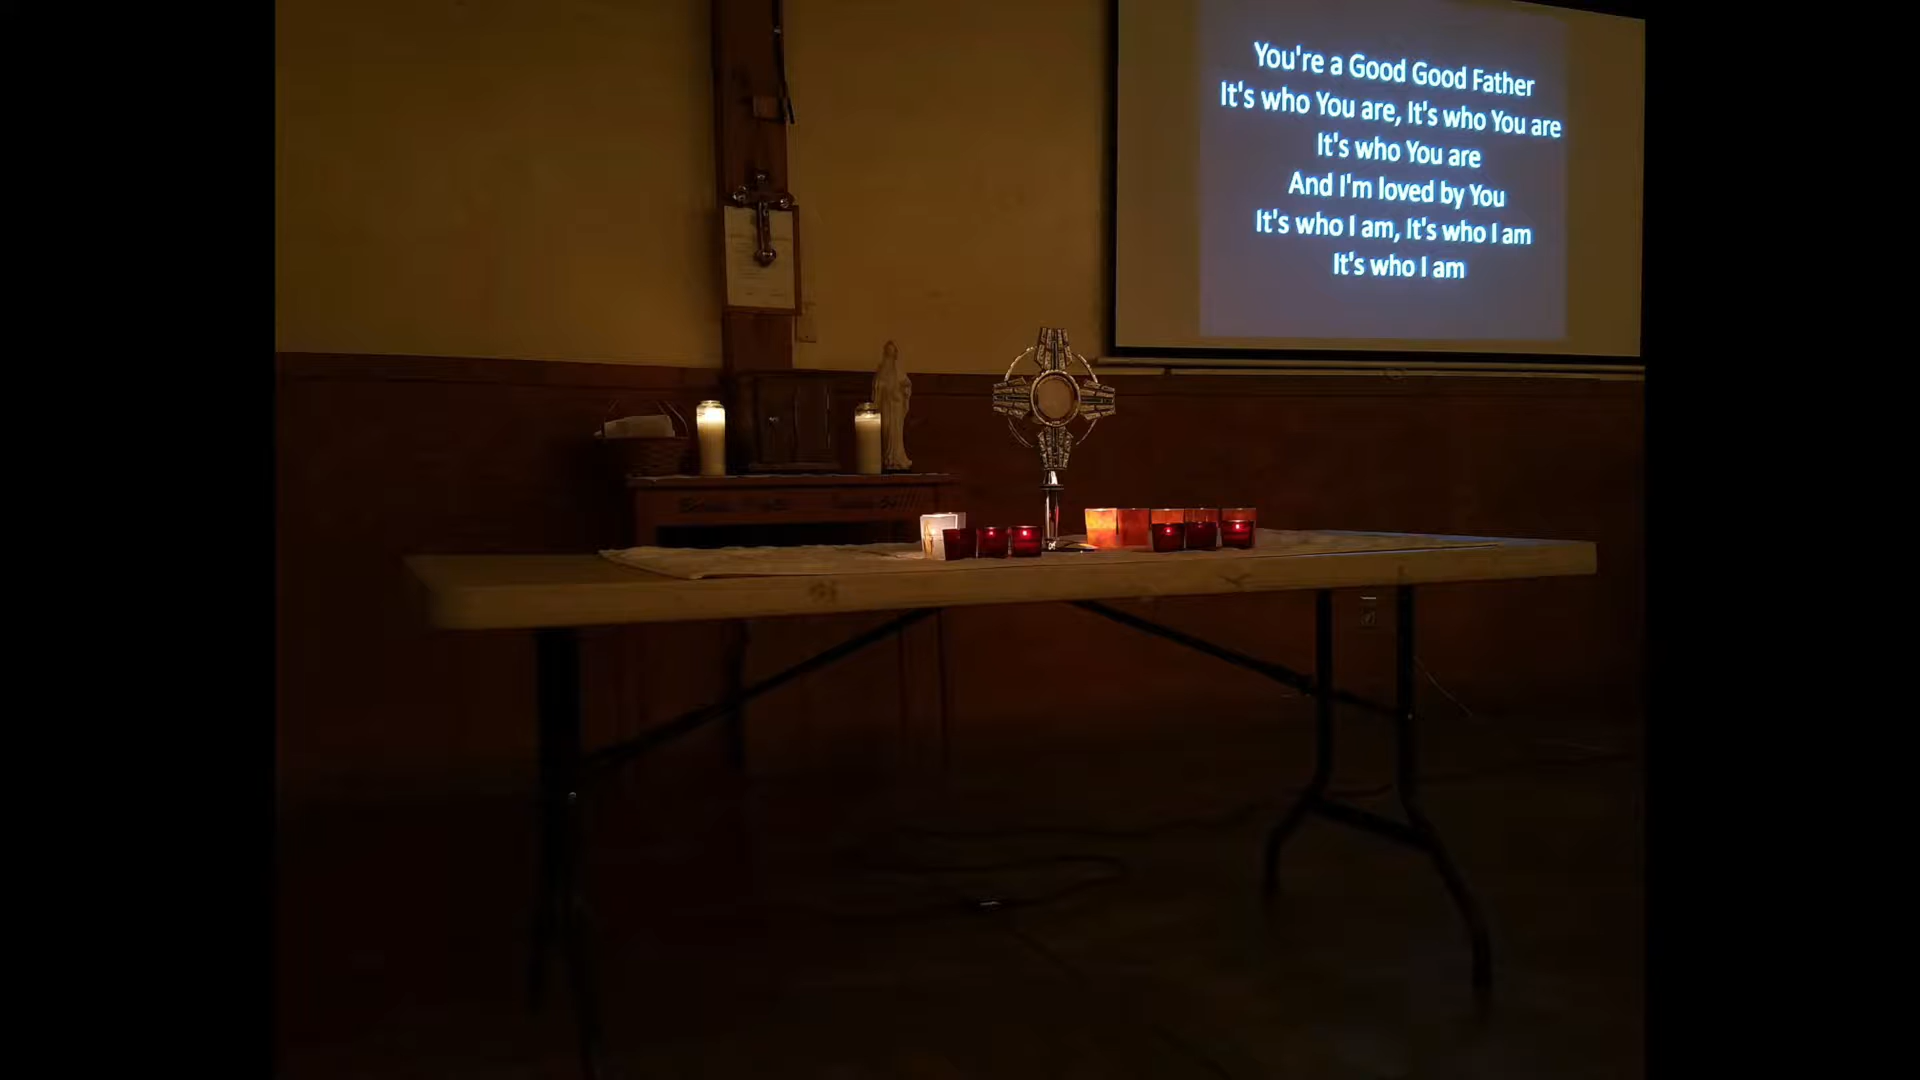 You're a Good Good Father
It's who You are, It's who You are
It's who You are
And I'm loved by You
It's who I am, It's who I am
It's who I am